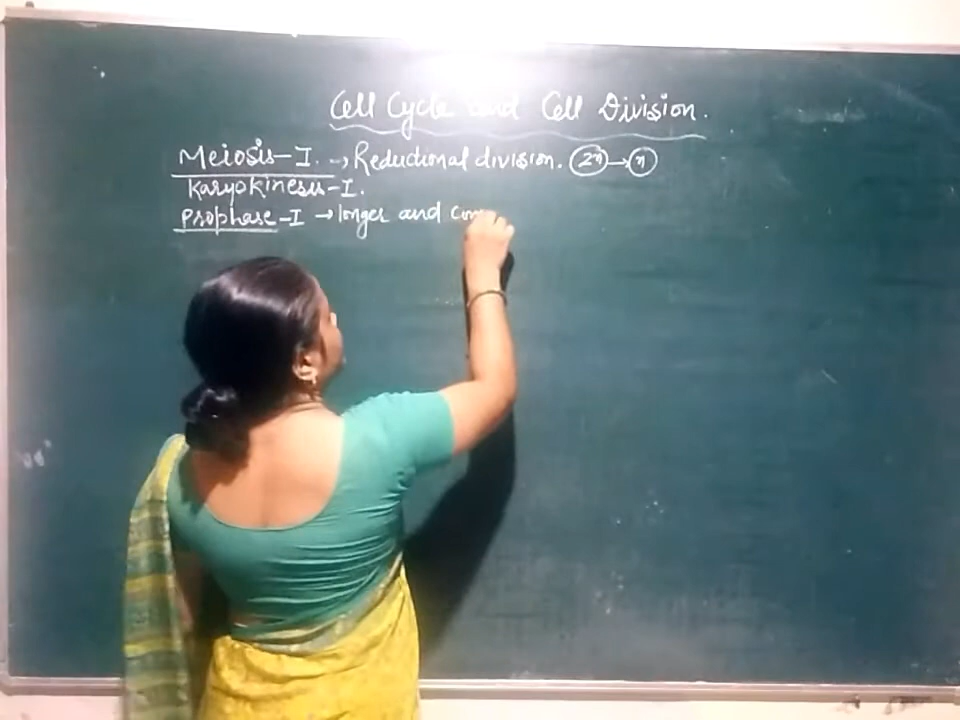 Cell Cycle and Cell Division.
Meiosis-I. → Reductional division. 2n → n
Karyokinesis-I.
Prophase-I → longer and